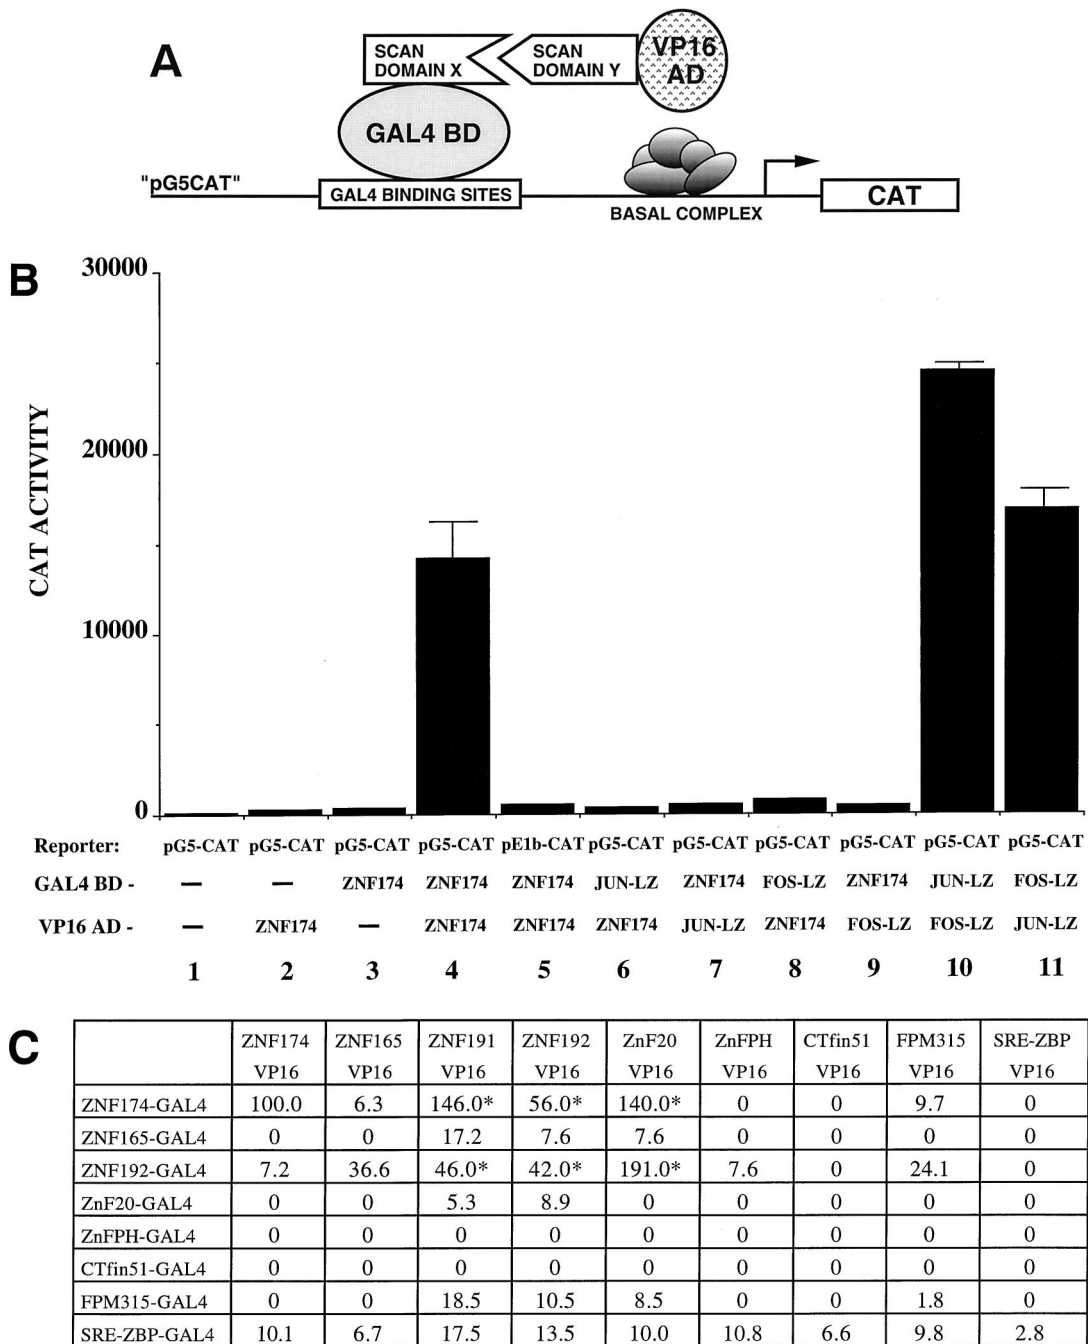 A
SCAN
DOMAIN X
SCAN
DOMAIN Y
VP16
AD
GAL4 BD
"pG5CAT"
GAL4 BINDING SITES
BASAL COMPLEX
CAT
B
CAT ACTIVITY
30000
20000
10000
0
Reporter: pG5-CAT pG5-CAT pG5-CAT pG5-CAT pE1b-CAT pG5-CAT pG5-CAT pG5-CAT pG5-CAT pG5-CAT pG5-CAT
GAL4 BD - — — ZNF174 ZNF174 ZNF174 JUN-LZ ZNF174 FOS-LZ ZNF174 JUN-LZ FOS-LZ
VP16 AD - — ZNF174 — ZNF174 ZNF174 ZNF174 JUN-LZ ZNF174 FOS-LZ FOS-LZ JUN-LZ
1 2 3 4 5 6 7 8 9 10 11
C
ZNF174 ZNF165 ZNF191 ZNF192 ZnF20 ZnFPH CTfin51 FPM315 SRE-ZBP
VP16 VP16 VP16 VP16 VP16 VP16 VP16 VP16 VP16
ZNF174-GAL4 100.0 6.3 146.0* 56.0* 140.0* 0 0 9.7 0
ZNF165-GAL4 0 0 17.2 7.6 7.6 0 0 0 0
ZNF192-GAL4 7.2 36.6 46.0* 42.0* 191.0* 7.6 0 24.1 0
ZnF20-GAL4 0 0 5.3 8.9 0 0 0 0 0
ZnFPH-GAL4 0 0 0 0 0 0 0 0 0
CTfin51-GAL4 0 0 0 0 0 0 0 0 0
FPM315-GAL4 0 0 18.5 10.5 8.5 0 0 1.8 0
SRE-ZBP-GAL4 10.1 6.7 17.5 13.5 10.0 10.8 6.6 9.8 2.8